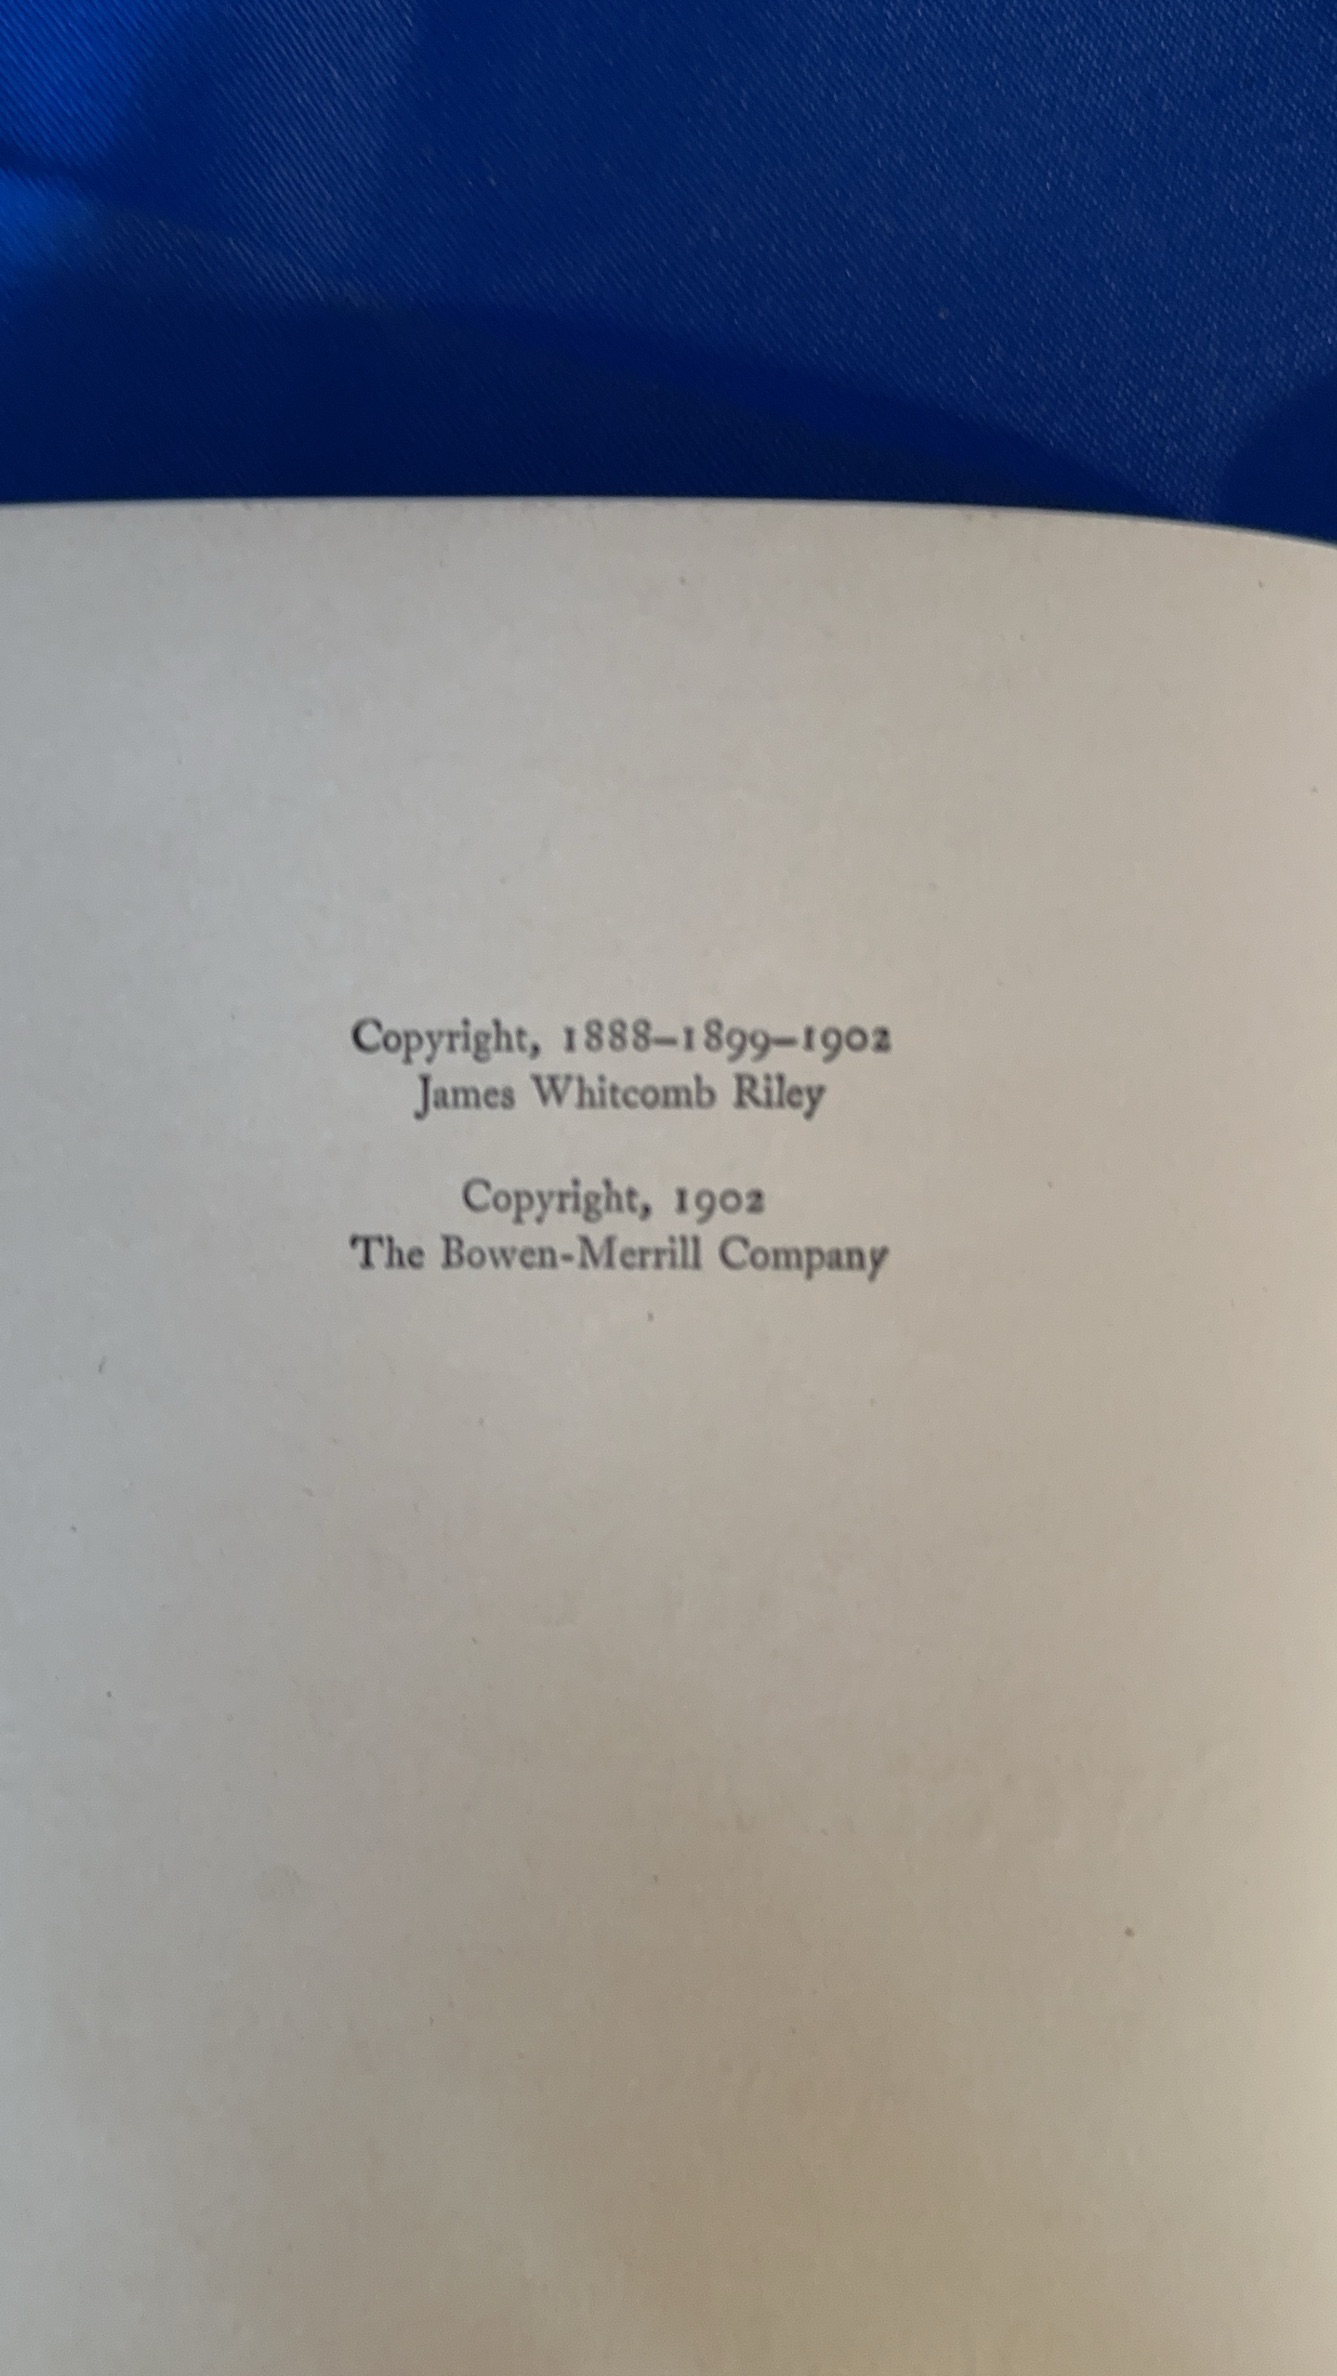 Copyright, 1888–1899–1902
James Whitcomb Riley
Copyright, 1902
The Bowen-Merrill Company